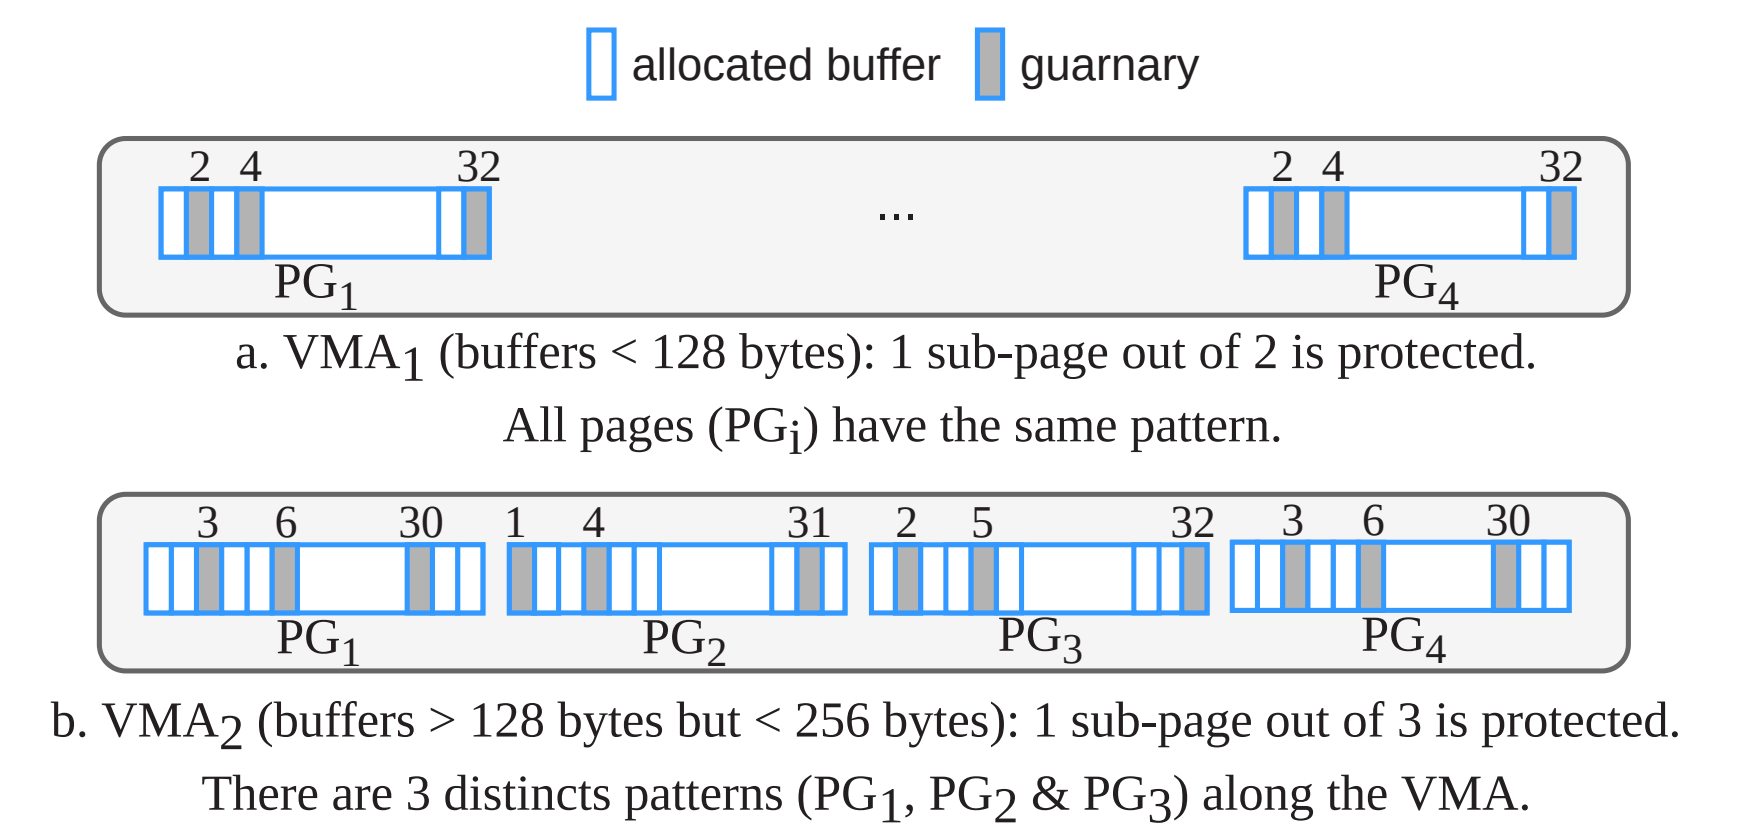 allocated buffer guarnary
2 4 32 2 4 32
...
PG1 PG4
a. VMA1 (buffers < 128 bytes): 1 sub-page out of 2 is protected.
All pages (PGi) have the same pattern.
3 6 30 1 4 31 2 5 32 3 6 30
PG1 PG2 PG3 PG4
b. VMA2 (buffers > 128 bytes but < 256 bytes): 1 sub-page out of 3 is protected.
There are 3 distincts patterns (PG1, PG2 & PG3) along the VMA.